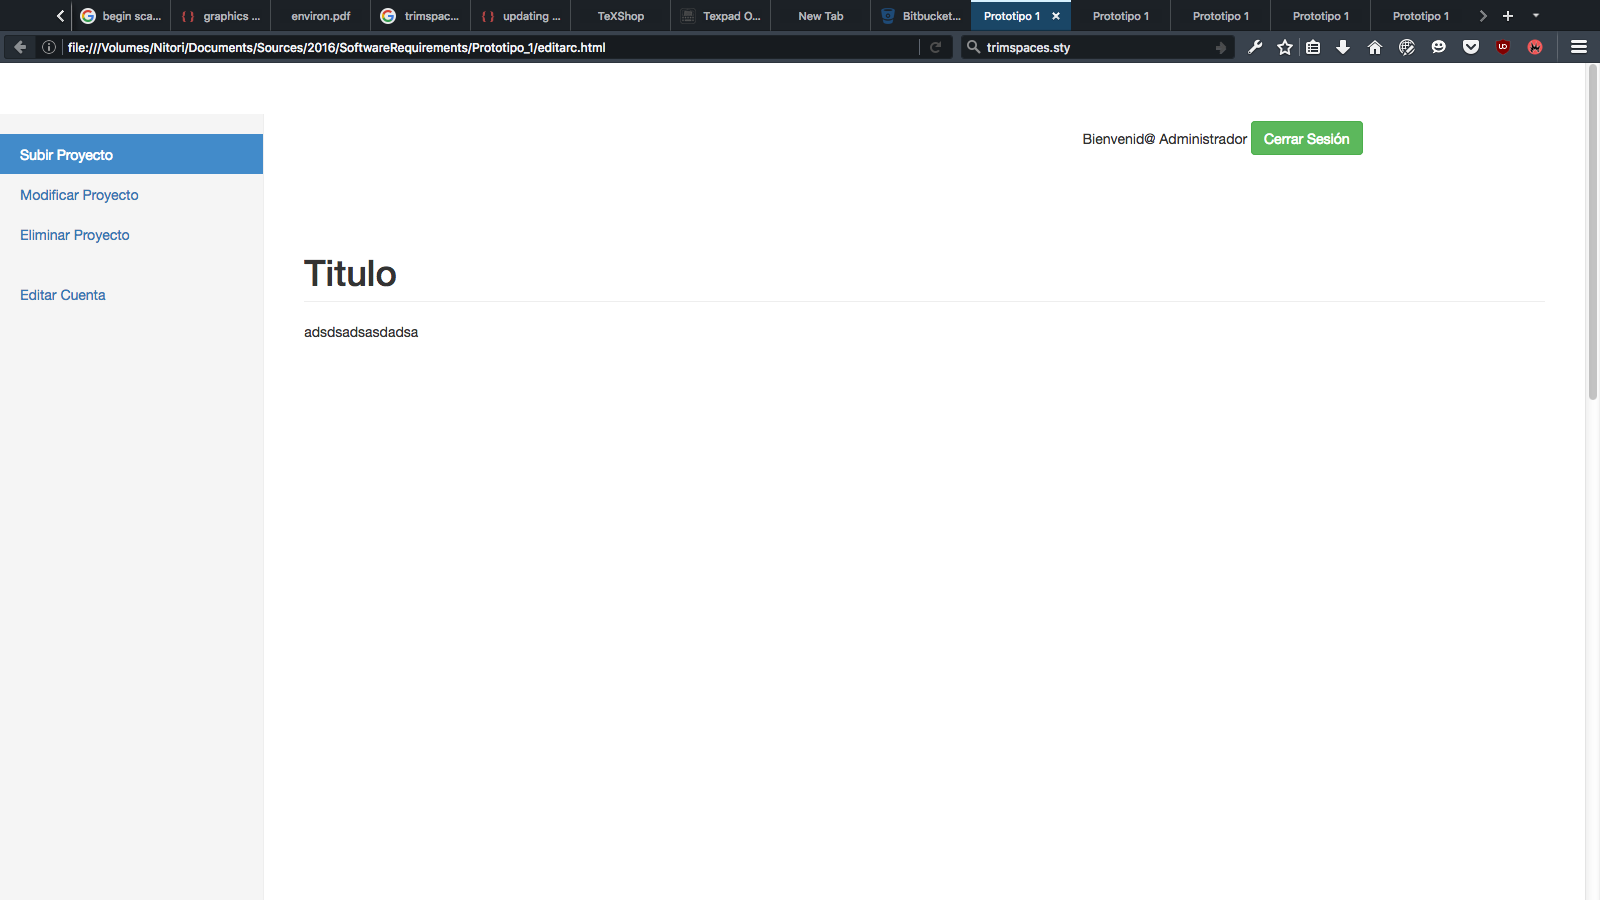 begin sca...
graphics ...
environ.pdf
trimspac...
updating ...
TeXShop
Texpad O...
New Tab
Bitbucket...
Prototipo 1
Prototipo 1
Prototipo 1
Prototipo 1
Prototipo 1
file:///Volumes/Nitori/Documents/Sources/2016/SoftwareRequirements/Prototipo_1/editarc.html
trimspaces.sty
Bienvenid@ Administrador Cerrar Sesión
Subir Proyecto
Modificar Proyecto
Eliminar Proyecto
Editar Cuenta
Titulo
adsdsadsasdadsa